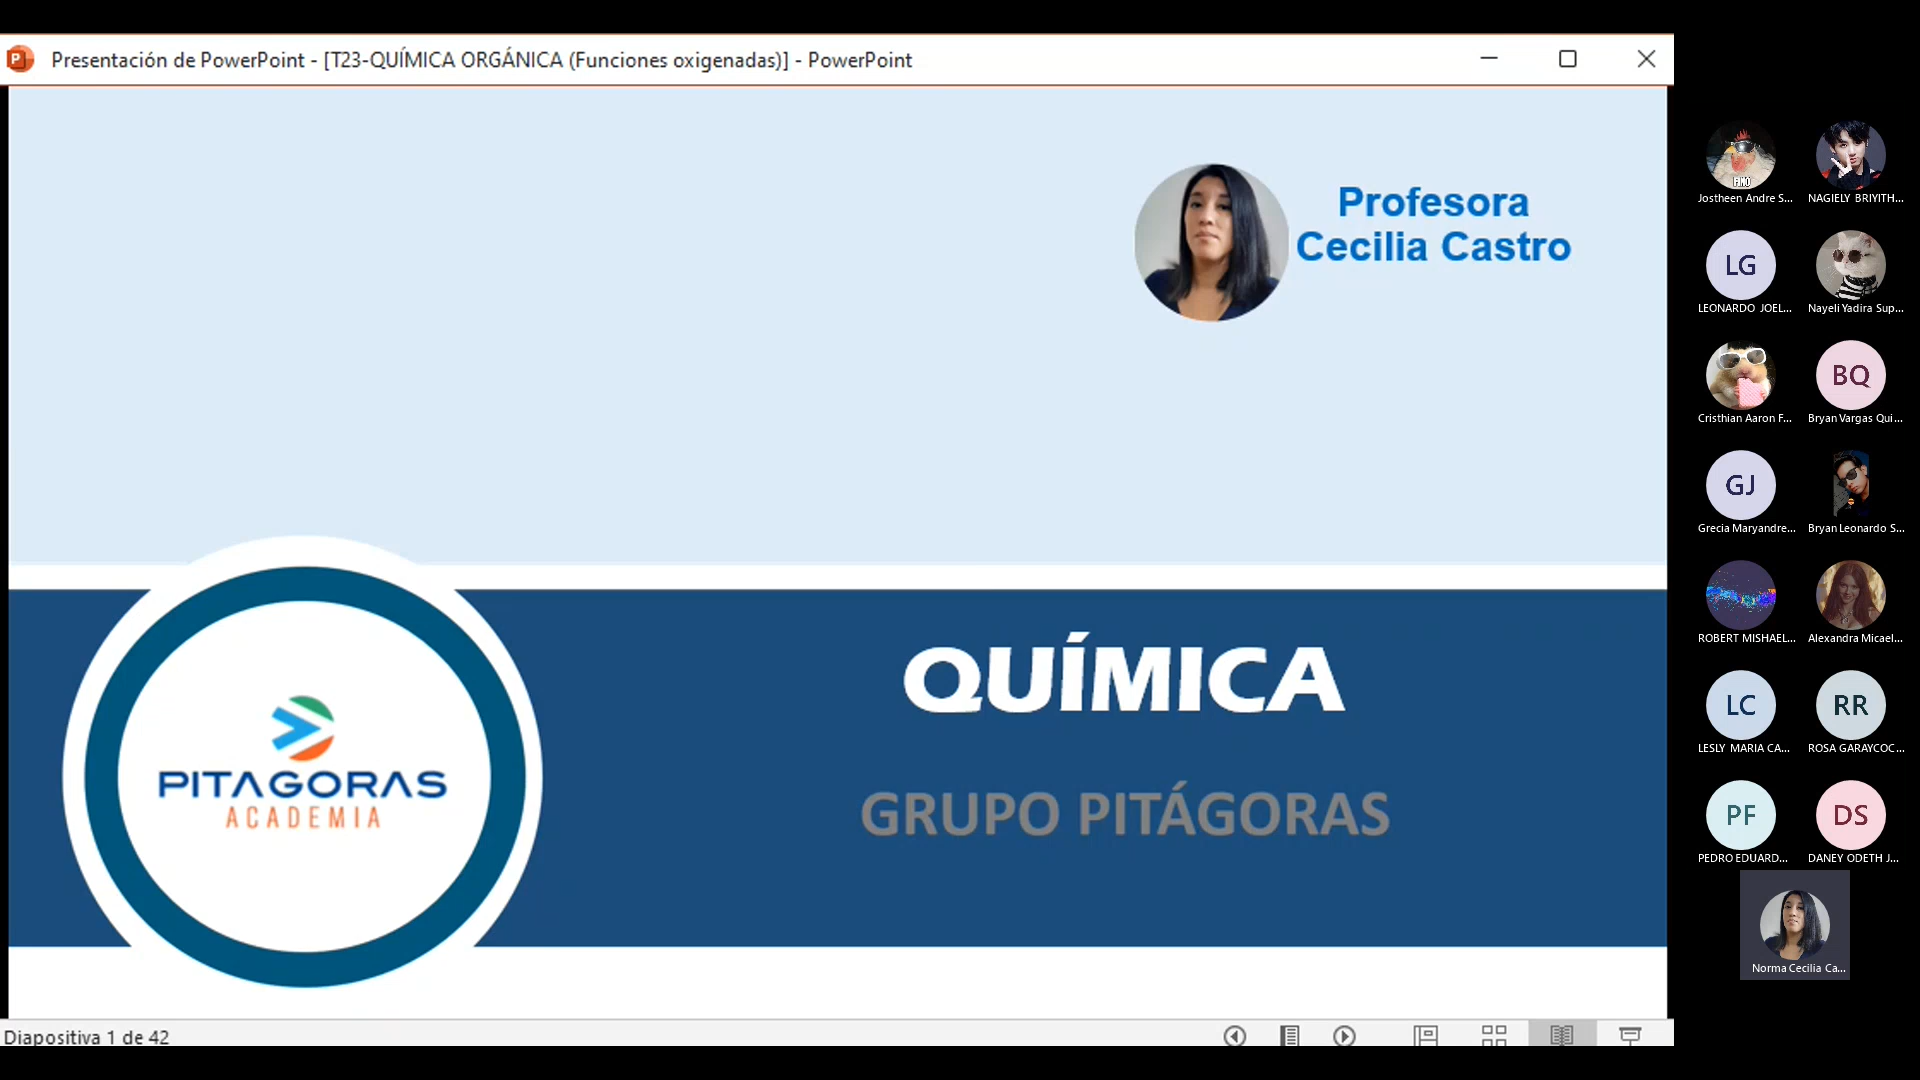 Presentación de PowerPoint - [T23-QUÍMICA ORGÁNICA (Funciones oxigenadas)] - PowerPoint
Profesora
Cecilia Castro
QUÍMICA
GRUPO PITÁGORAS
PITAGORAS
ACADEMIA
Diapositiva 1 de 42
FINO
Jostheen Andre S...
NAGIELY BRIYITH...
LG
LEONARDO JOEL...
Nayeli Yadira Sup...
Cristhian Aaron F...
BQ
Bryan Vargas Qui...
GJ
Grecia Maryandre...
Bryan Leonardo S...
ROBERT MISHAEL...
Alexandra Micael...
LC
LESLY MARIA CA...
RR
ROSA GARAYCOC...
PF
PEDRO EDUARD...
DS
DANEY ODETH J...
Norma Cecilia Ca...